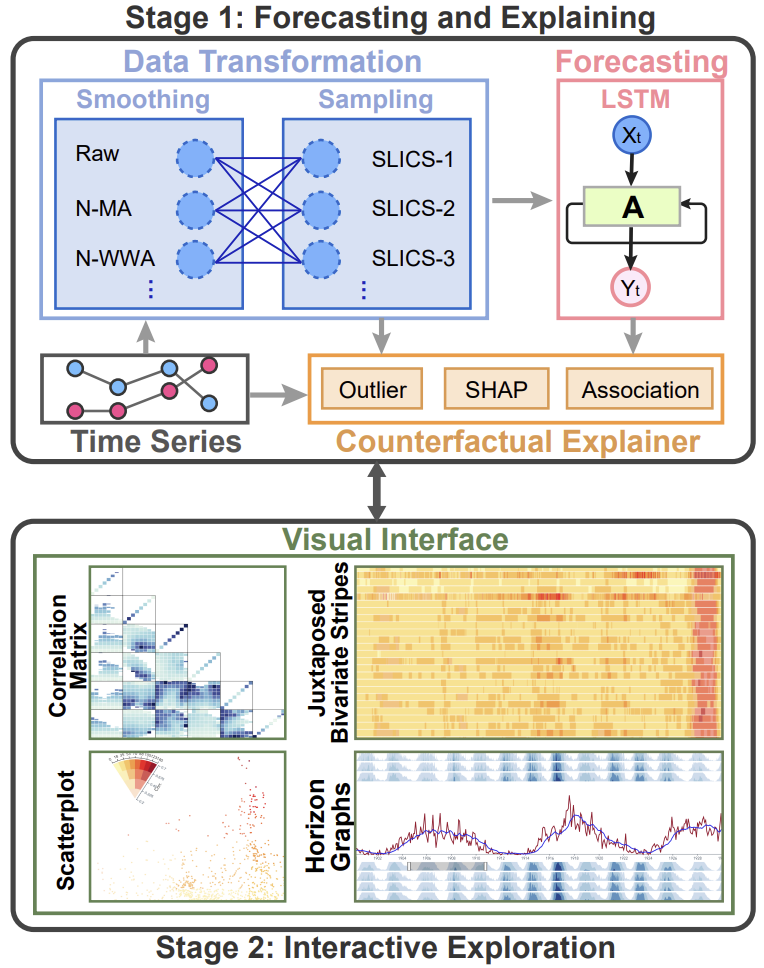 Stage 1: Forecasting and Explaining
Data Transformation
Forecasting
Smoothing
Sampling
LSTM
Raw
N-MA
N-WWA
SLICS-1
SLICS-2
SLICS-3
Xt
A
Yt
Time Series
Outlier
SHAP
Association
Counterfactual Explainer
Visual Interface
Correlation
Matrix
Juxtaposed
Bivariate Stripes
Scatterplot
Horizon
Graphs
Stage 2: Interactive Exploration